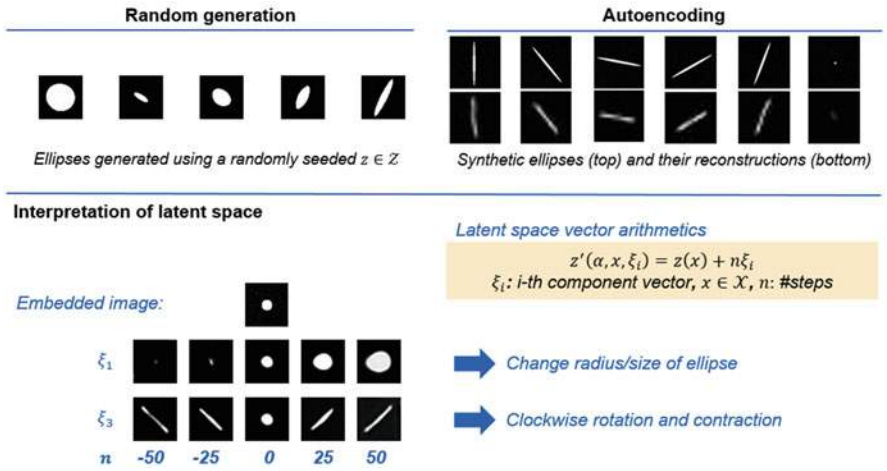 Random generation
Autoencoding
Ellipses generated using a randomly seeded z ∈ Z
Synthetic ellipses (top) and their reconstructions (bottom)
Interpretation of latent space
Latent space vector arithmetics
z′(α, x, ξᵢ) = z(x) + nξᵢ
ξᵢ: i-th component vector, x ∈ X, n: #steps
Embedded image:
ξ₁
Change radius/size of ellipse
ξ₃
Clockwise rotation and contraction
n -50 -25 0 25 50